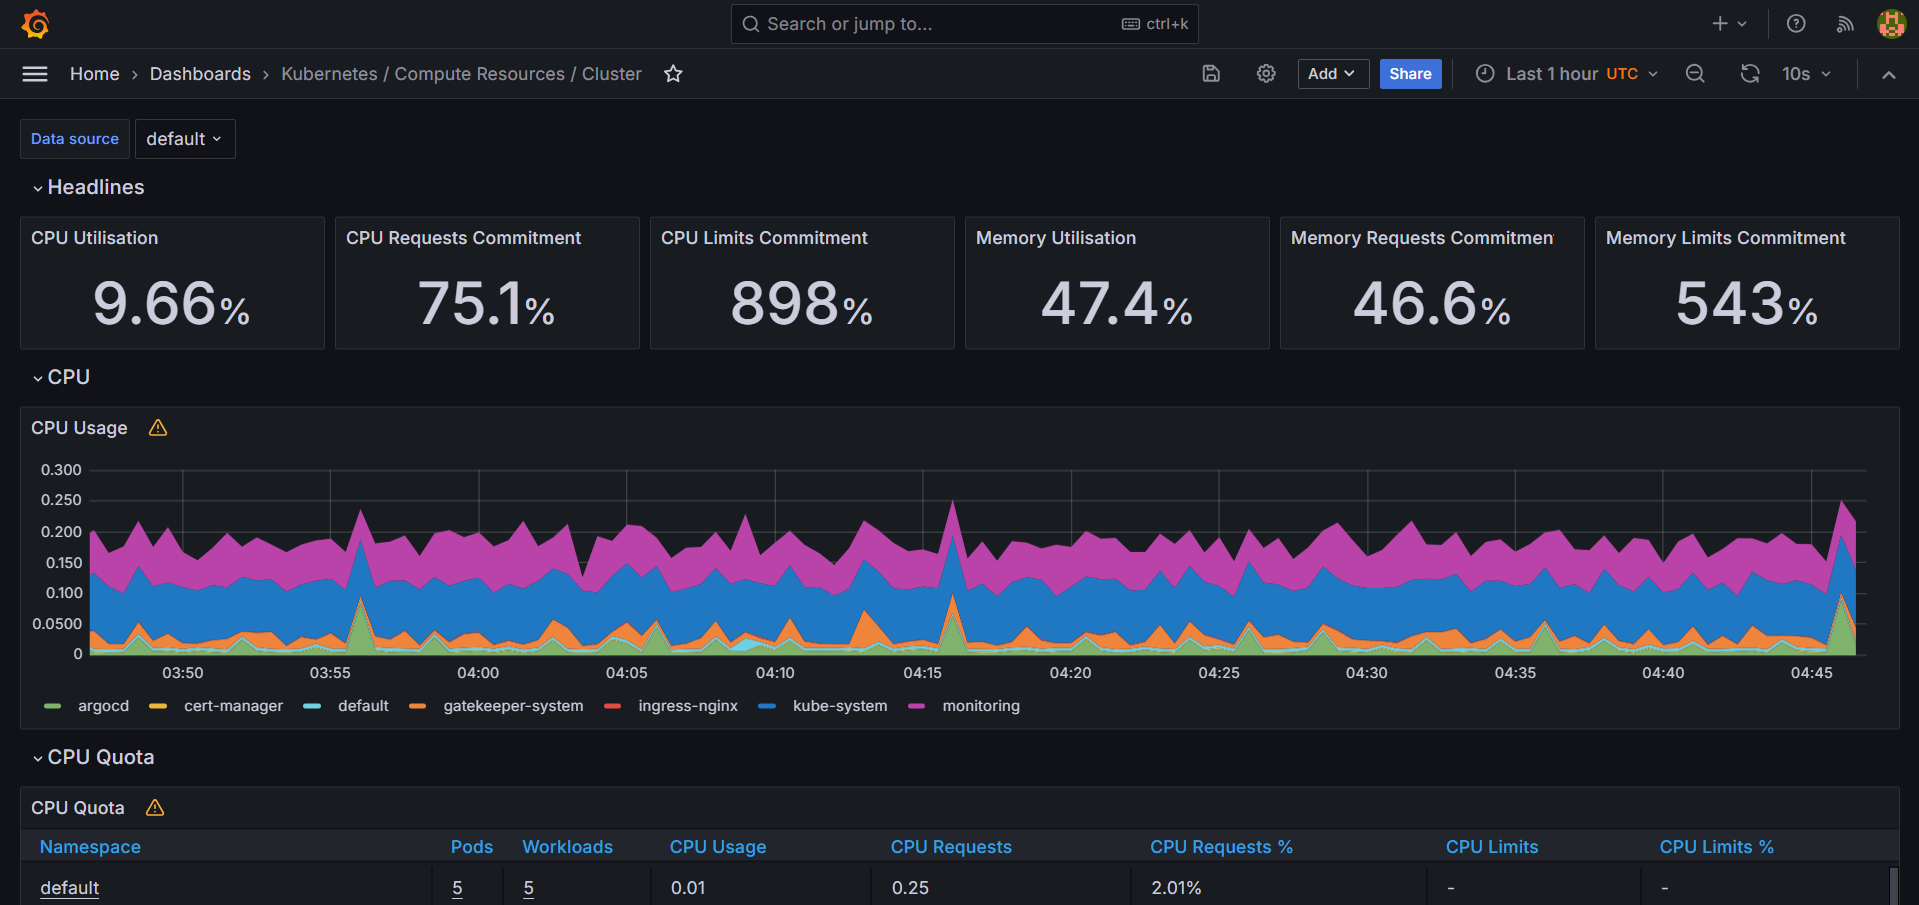 Search or jump to...
ctrl+k
Home › Dashboards › Kubernetes / Compute Resources / Cluster
Add
Share
Last 1 hour UTC
10s
Data source
default
Headlines
CPU Utilisation
9.66%
CPU Requests Commitment
75.1%
CPU Limits Commitment
898%
Memory Utilisation
47.4%
Memory Requests Commitmen
46.6%
Memory Limits Commitment
543%
CPU
CPU Usage
0.300
0.250
0.200
0.150
0.100
0.0500
0
03:50 03:55 04:00 04:05 04:10 04:15 04:20 04:25 04:30 04:35 04:40 04:45
argocd cert-manager default gatekeeper-system ingress-nginx kube-system monitoring
CPU Quota
CPU Quota
Namespace Pods Workloads CPU Usage CPU Requests CPU Requests % CPU Limits CPU Limits %
default 5 5 0.01 0.25 2.01% - -